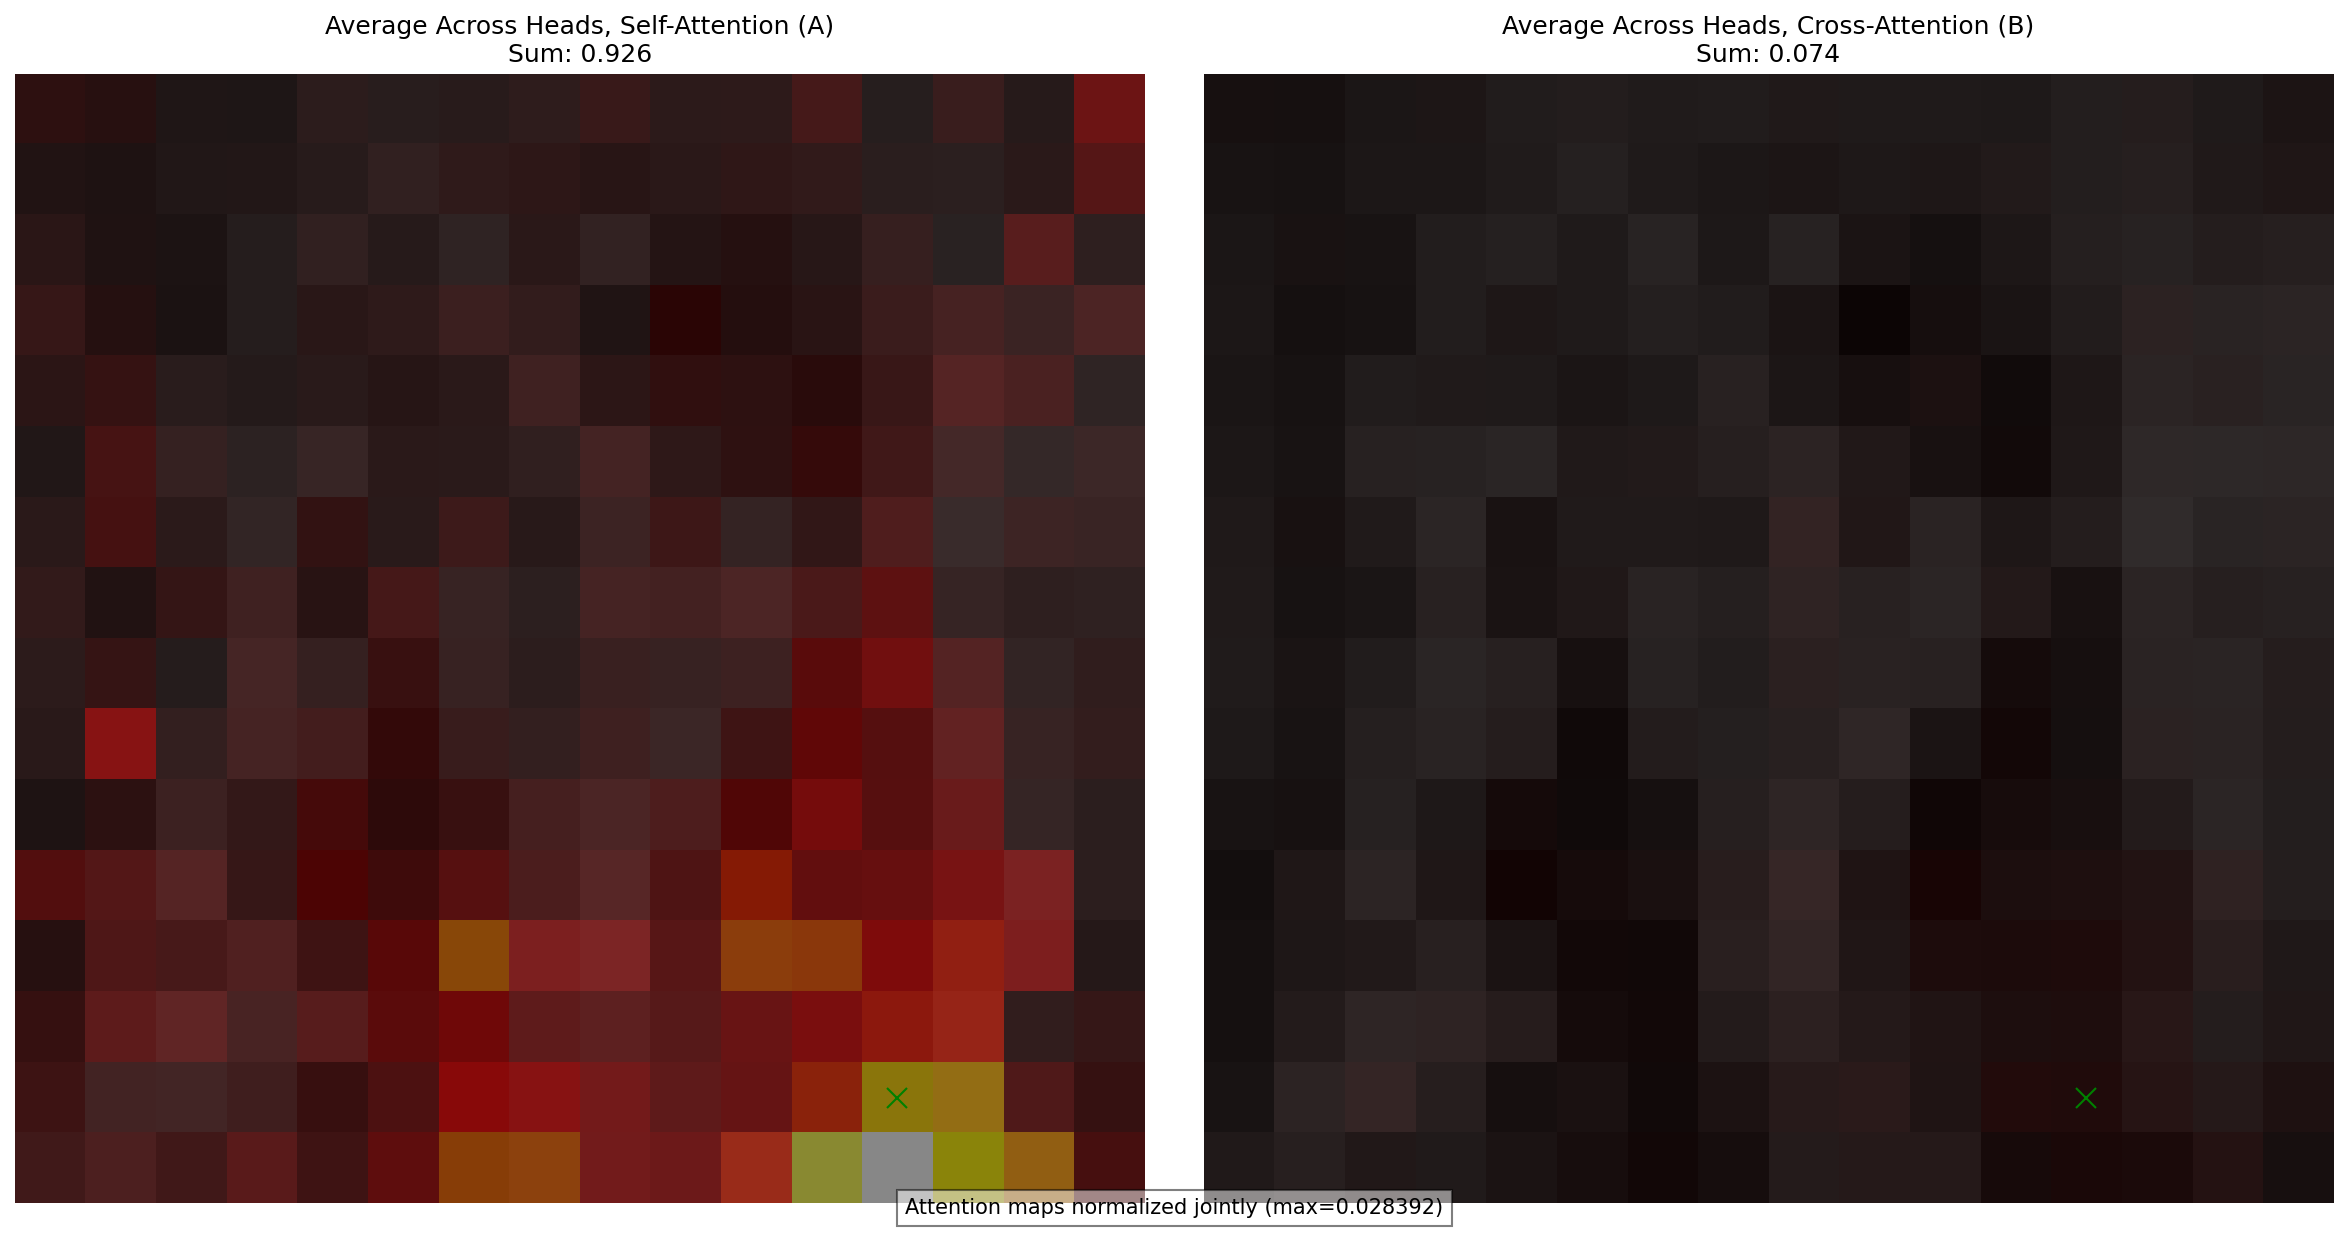 Average Across Heads, Self-Attention (A)
Sum: 0.926
Average Across Heads, Cross-Attention (B)
Sum: 0.074
Attention maps normalized jointly (max=0.028392)